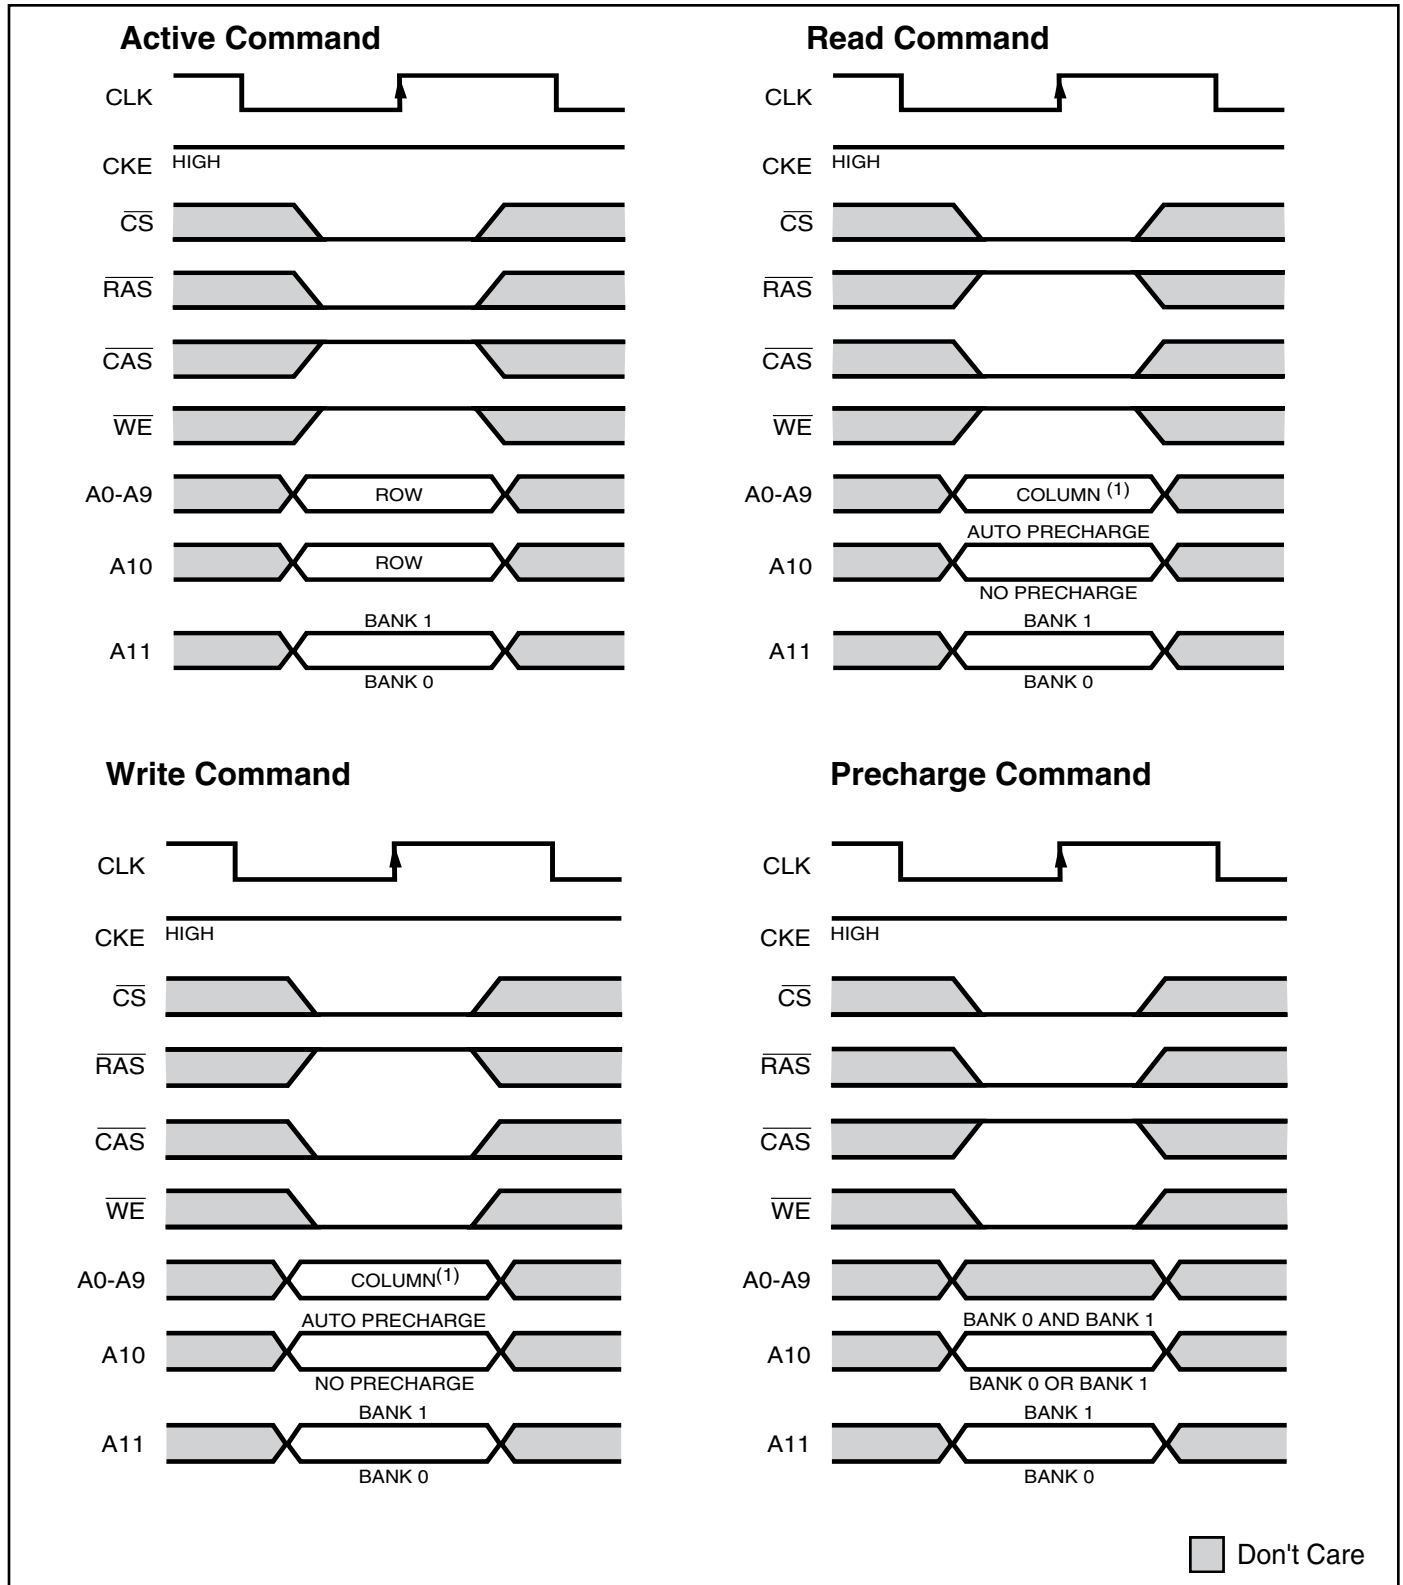 Active Command
CLK
CKE HIGH
CS
RAS
CAS
WE
A0-A9 ROW
A10 ROW
BANK 1
A11
BANK 0
Read Command
CLK
CKE HIGH
CS
RAS
CAS
WE
A0-A9 COLUMN (1)
AUTO PRECHARGE
A10
NO PRECHARGE
BANK 1
A11
BANK 0
Write Command
CLK
CKE HIGH
CS
RAS
CAS
WE
A0-A9 COLUMN(1)
AUTO PRECHARGE
A10
NO PRECHARGE
BANK 1
A11
BANK 0
Precharge Command
CLK
CKE HIGH
CS
RAS
CAS
WE
A0-A9
BANK 0 AND BANK 1
A10
BANK 0 OR BANK 1
BANK 1
A11
BANK 0
Don't Care